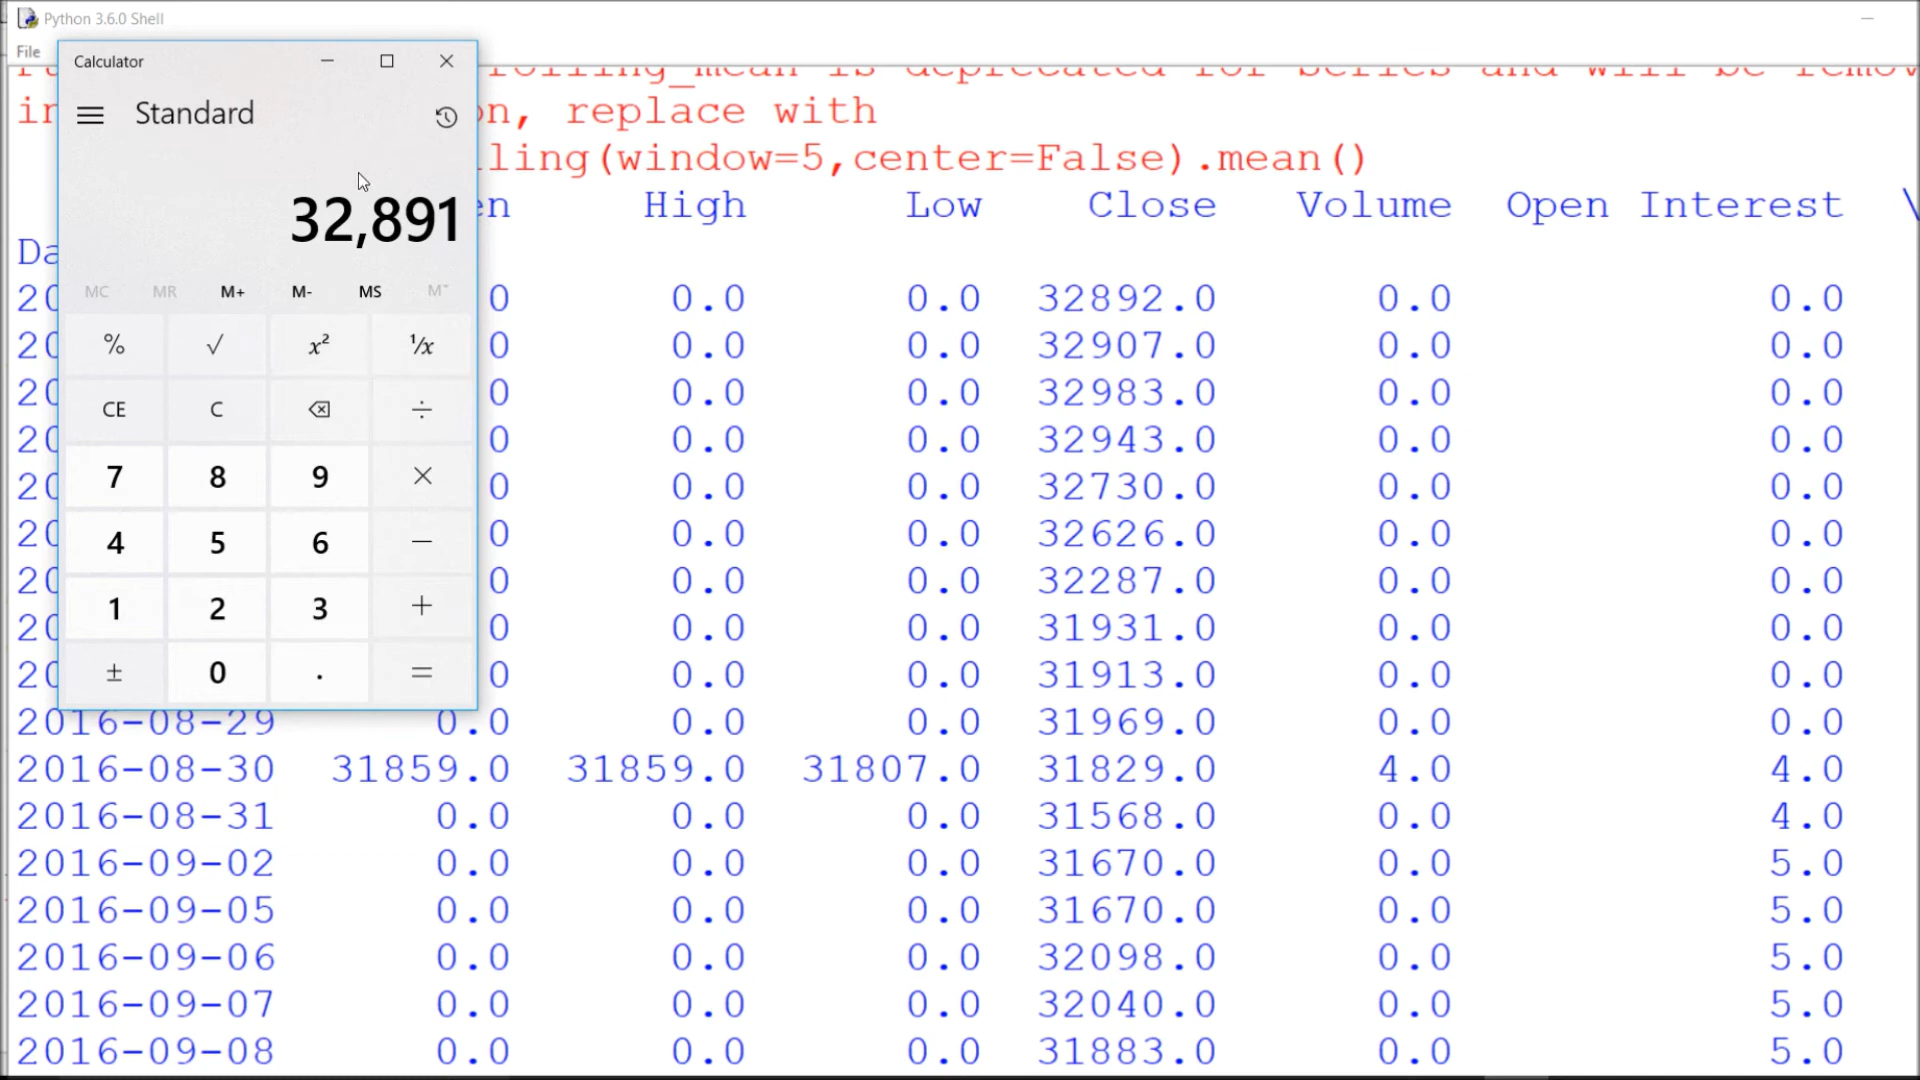 Python 3.6.0 Shell
File
Calculator
Standard
32,891
MC MR M+ M- MS M˅
% √ x² ¹/x
CE C ⌫ ÷
7 8 9 ×
4 5 6 −
1 2 3 +
± 0 . =
rolling_mean is deprecated for Series and will be remov
in on, replace with
lling(window=5,center=False).mean()
en High Low Close Volume Open Interest \
Da
20 0 0.0 0.0 32892.0 0.0 0.0
20 0 0.0 0.0 32907.0 0.0 0.0
20 0 0.0 0.0 32983.0 0.0 0.0
20 0 0.0 0.0 32943.0 0.0 0.0
20 0 0.0 0.0 32730.0 0.0 0.0
20 0 0.0 0.0 32626.0 0.0 0.0
20 0 0.0 0.0 32287.0 0.0 0.0
20 0 0.0 0.0 31931.0 0.0 0.0
20 0 0.0 0.0 31913.0 0.0 0.0
2016-08-29 0.0 0.0 0.0 31969.0 0.0 0.0
2016-08-30 31859.0 31859.0 31807.0 31829.0 4.0 4.0
2016-08-31 0.0 0.0 0.0 31568.0 0.0 4.0
2016-09-02 0.0 0.0 0.0 31670.0 0.0 5.0
2016-09-05 0.0 0.0 0.0 31670.0 0.0 5.0
2016-09-06 0.0 0.0 0.0 32098.0 0.0 5.0
2016-09-07 0.0 0.0 0.0 32040.0 0.0 5.0
2016-09-08 0.0 0.0 0.0 31883.0 0.0 5.0